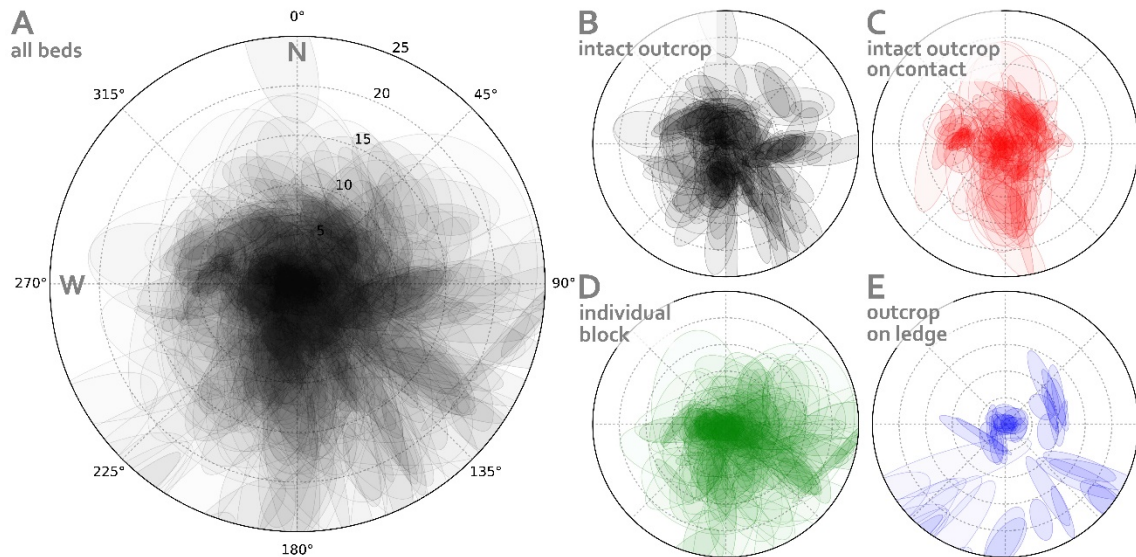 A
all beds
0°
N
25
20
15
10
5
45°
90°
135°
180°
225°
270°
W
315°
B
intact outcrop
C
intact outcrop
on contact
D
individual
block
E
outcrop
on ledge